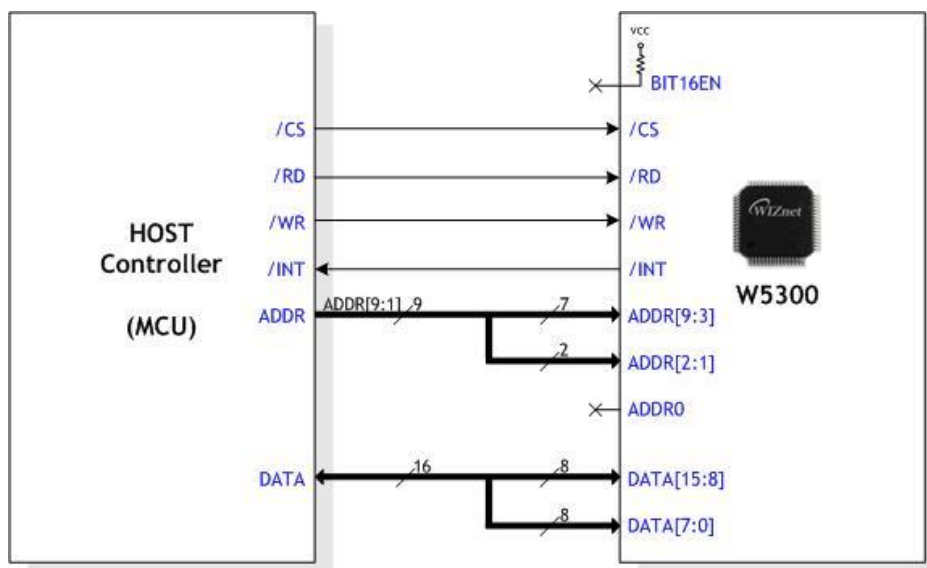 vcc
BIT16EN
/CS
/CS
/RD
/RD
/WR
/WR
HOST
Controller
(MCU)
/INT
/INT
WIZnet
W5300
ADDR
ADDR[9:1]
9
7
ADDR[9:3]
2
ADDR[2:1]
ADDR0
DATA
16
8
DATA[15:8]
8
DATA[7:0]